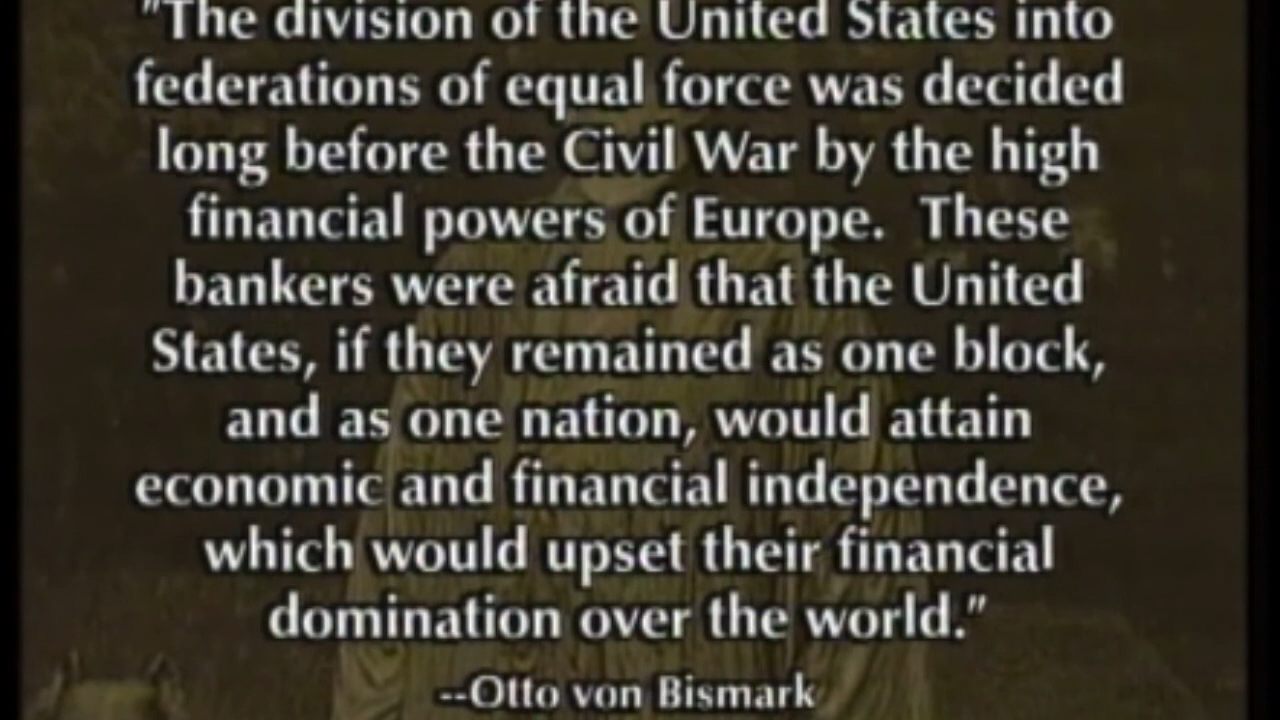 "The division of the United States into
federations of equal force was decided
long before the Civil War by the high
financial powers of Europe.  These
bankers were afraid that the United
States, if they remained as one block,
and as one nation, would attain
economic and financial independence,
which would upset their financial
domination over the world."
--Otto von Bismark